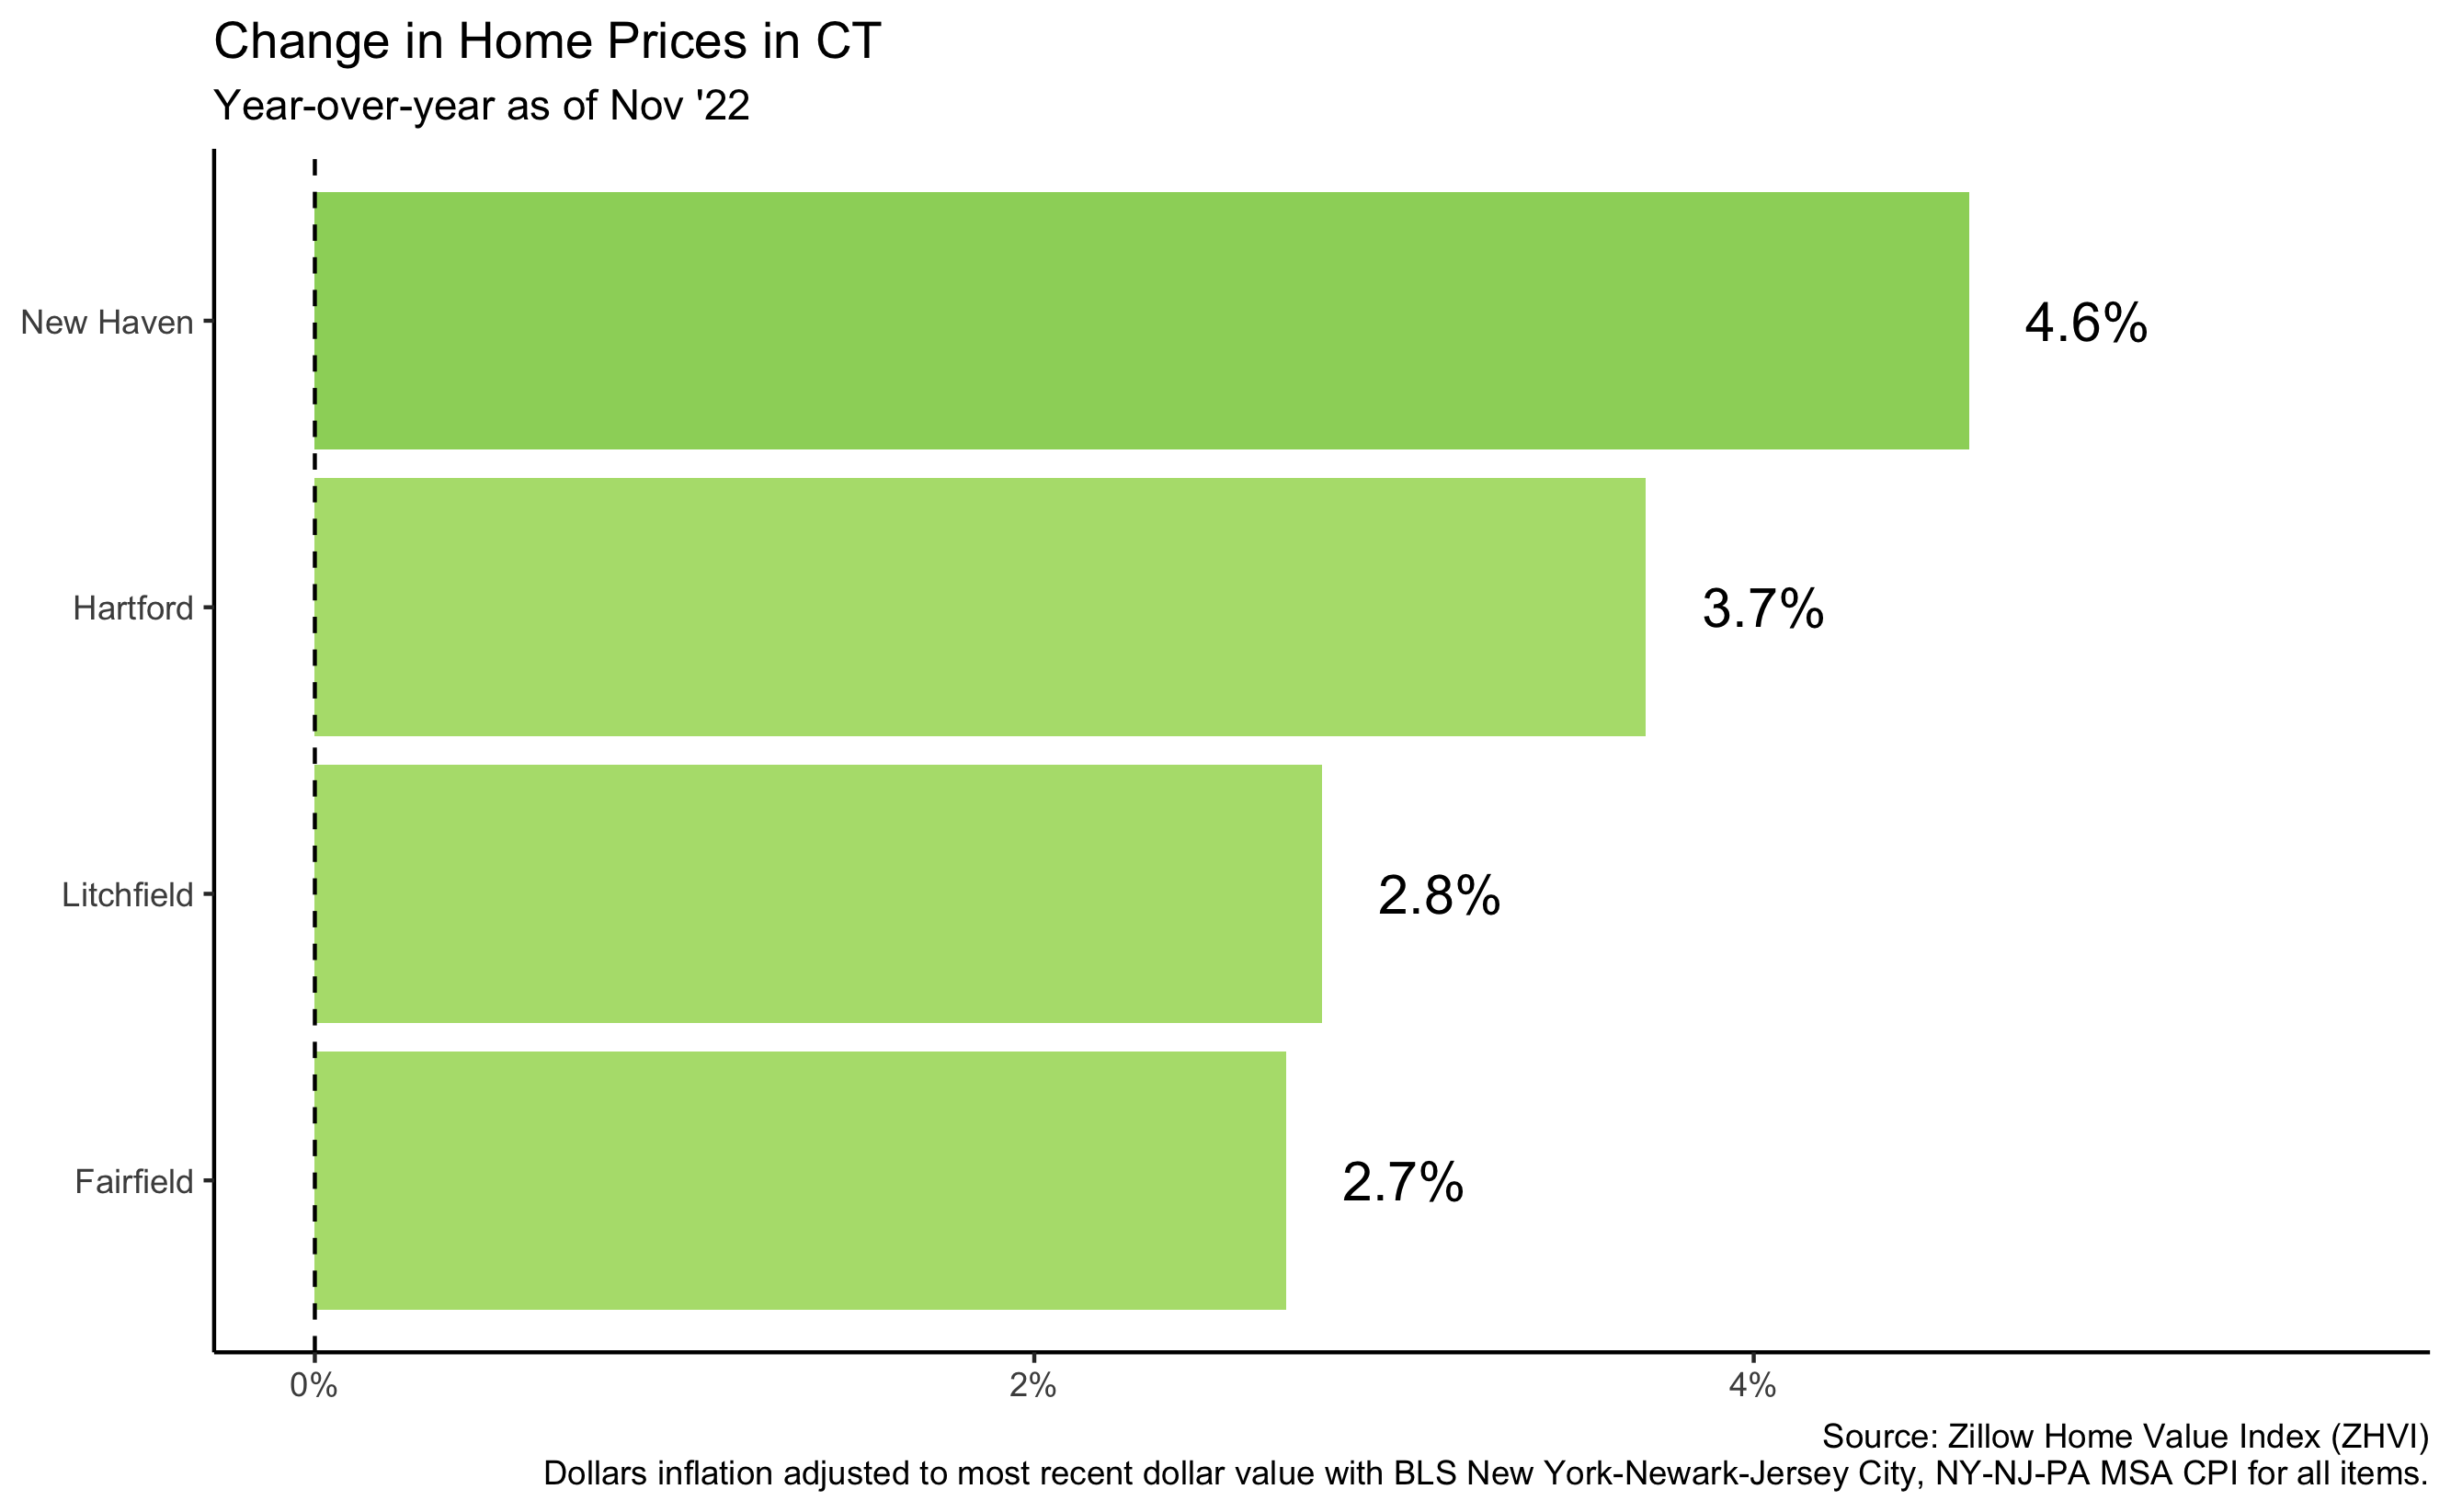 Change in Home Prices in CT
Year-over-year as of Nov '22
New Haven
4.6%
Hartford
3.7%
Litchfield
2.8%
Fairfield
2.7%
0%
2%
4%
Source: Zillow Home Value Index (ZHVI)
Dollars inflation adjusted to most recent dollar value with BLS New York-Newark-Jersey City, NY-NJ-PA MSA CPI for all items.